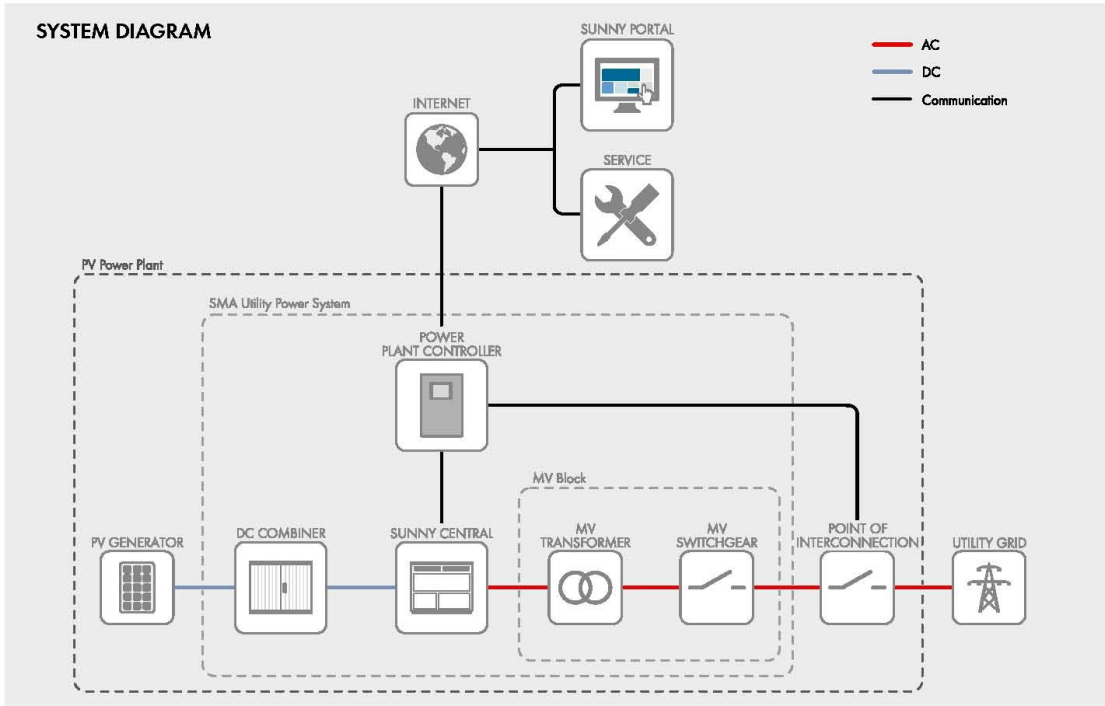 SYSTEM DIAGRAM
SUNNY PORTAL
AC
DC
Communication
INTERNET
SERVICE
PV Power Plant
SMA Utility Power System
POWER
PLANT CONTROLLER
MV Block
PV GENERATOR
DC COMBINER
SUNNY CENTRAL
MV
TRANSFORMER
MV
SWITCHGEAR
POINT OF
INTERCONNECTION
UTILITY GRID